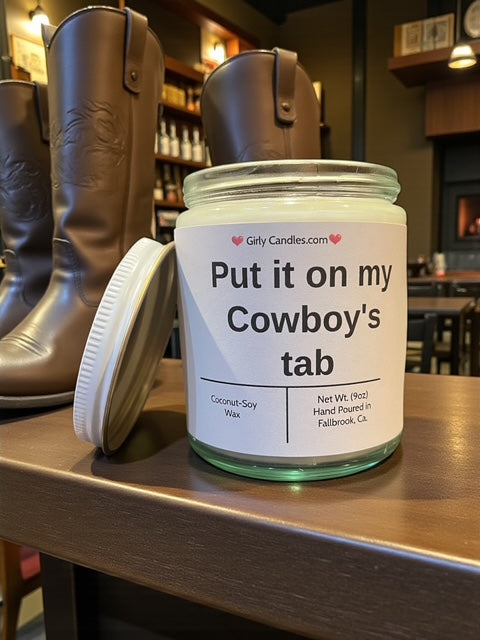 Girly Candles.com
Put it on my
Cowboy's
tab
Coconut-Soy
Wax
Net Wt. (9oz)
Hand Poured in
Fallbrook, Ca.